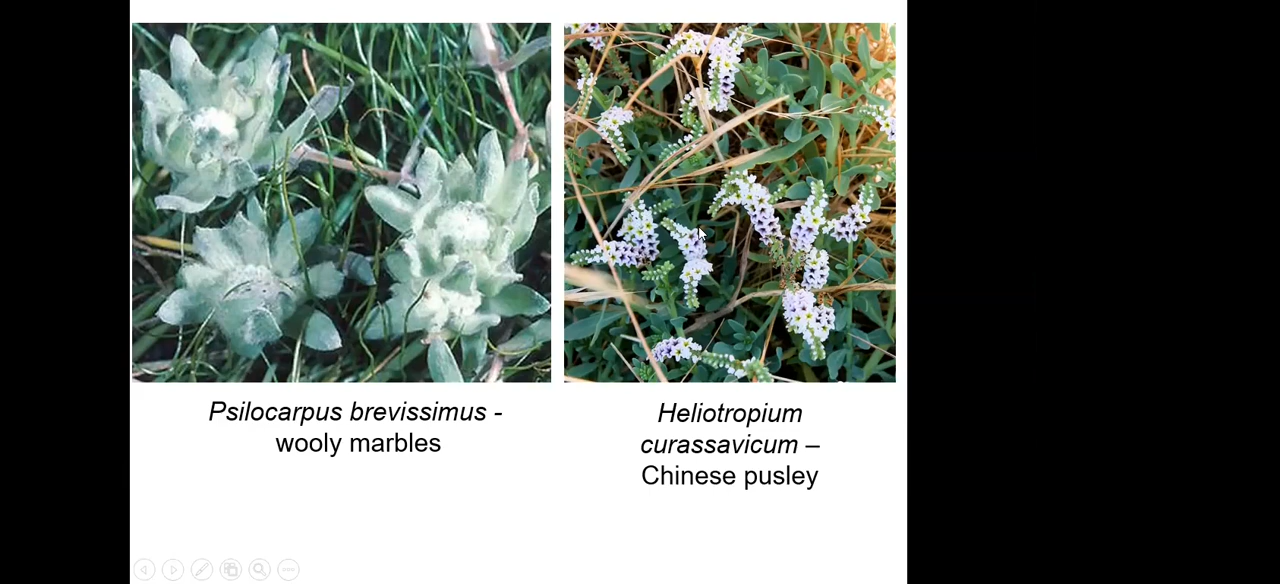 Psilocarpus brevissimus -
wooly marbles
Heliotropium
curassavicum –
Chinese pusley